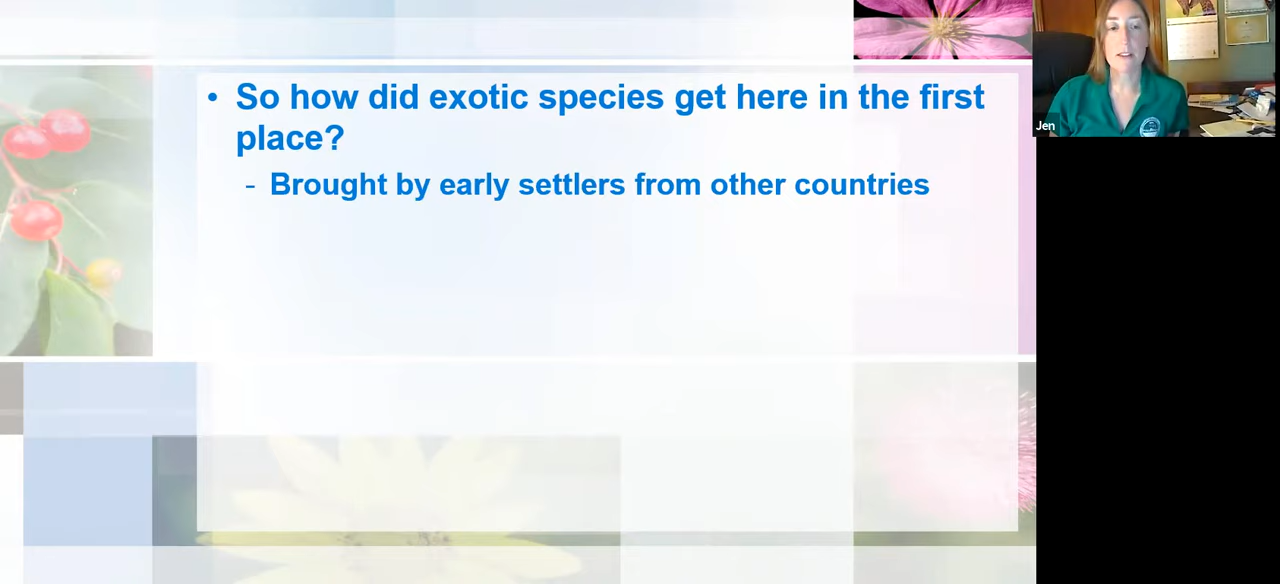 • So how did exotic species get here in the first
place?
- Brought by early settlers from other countries
Jen